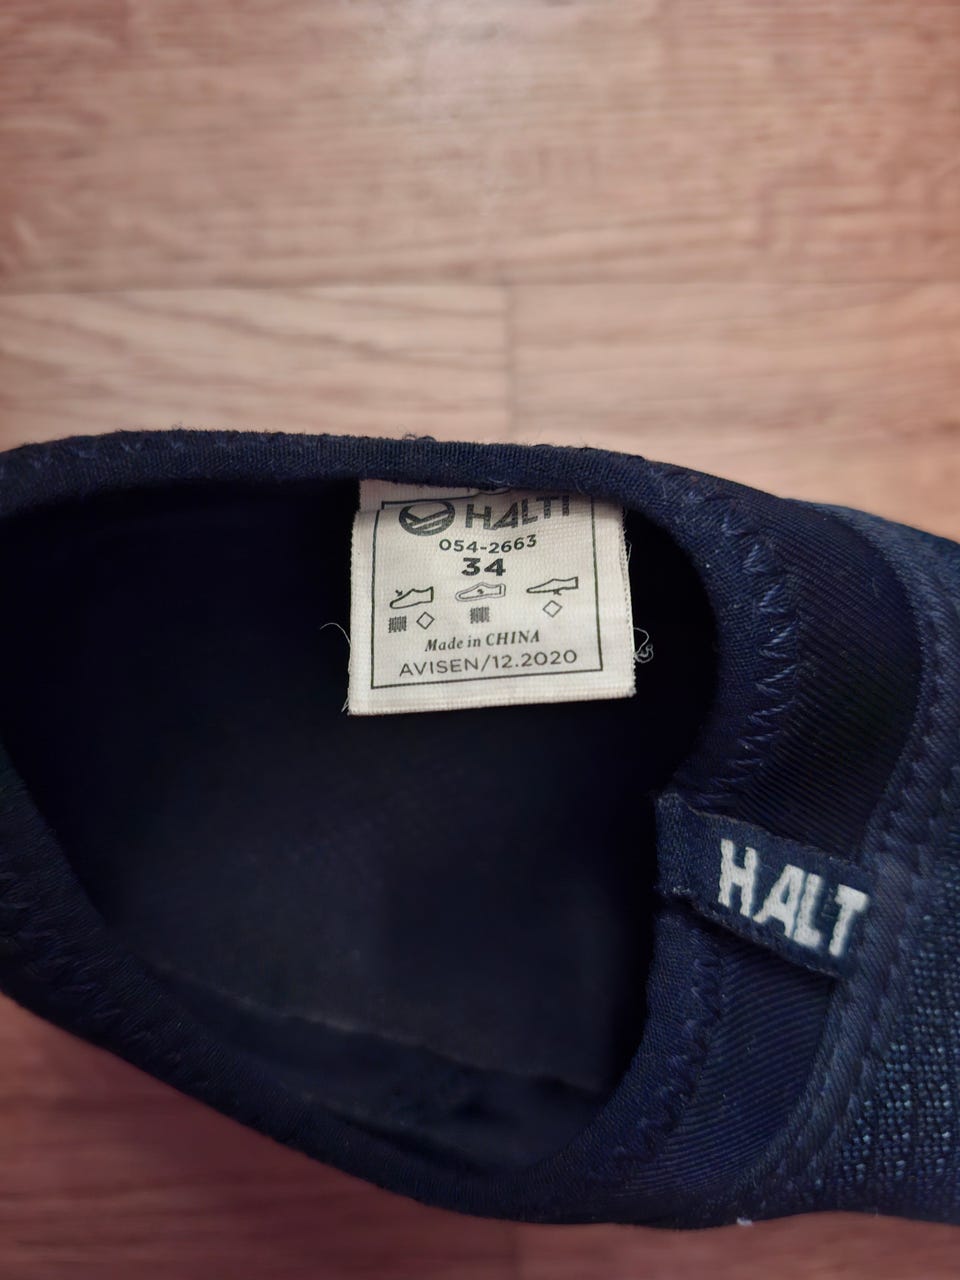 HALTI
054-2663
34
Made in CHINA
AVISEN/12.2020
HALT